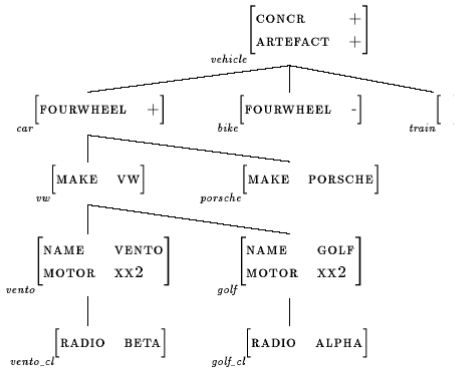 CONCR +
ARTEFACT +
vehicle
FOURWHEEL +
FOURWHEEL -
car
bike
train
MAKE VW
MAKE PORSCHE
vw
porsche
NAME VENTO
NAME GOLF
MOTOR XX2
MOTOR XX2
vento
golf
RADIO BETA
RADIO ALPHA
vento_cl
golf_cl